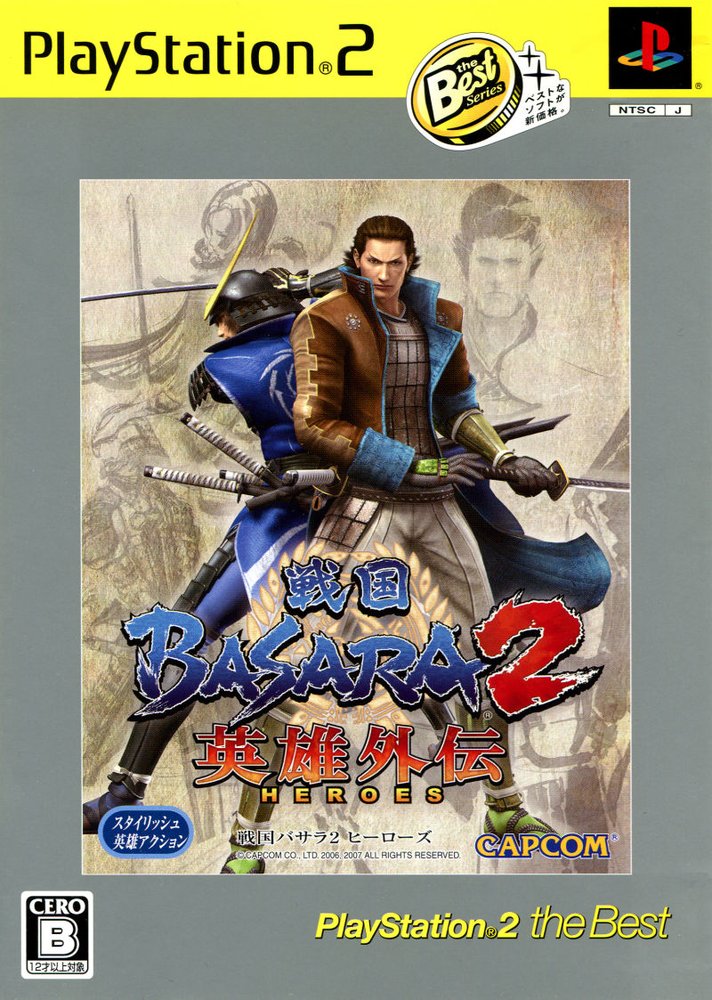 PlayStation®2
the Best Series
ベストな
ソフトが
新価格。
®
NTSC J
戦国
BASARA2®
英雄外伝
HEROES
スタイリッシュ
英雄アクション
戦国バサラ2 ヒーローズ
©CAPCOM CO., LTD. 2006, 2007 ALL RIGHTS RESERVED.
CAPCOM®
CERO
B
12才以上対象
PlayStation®2 the Best